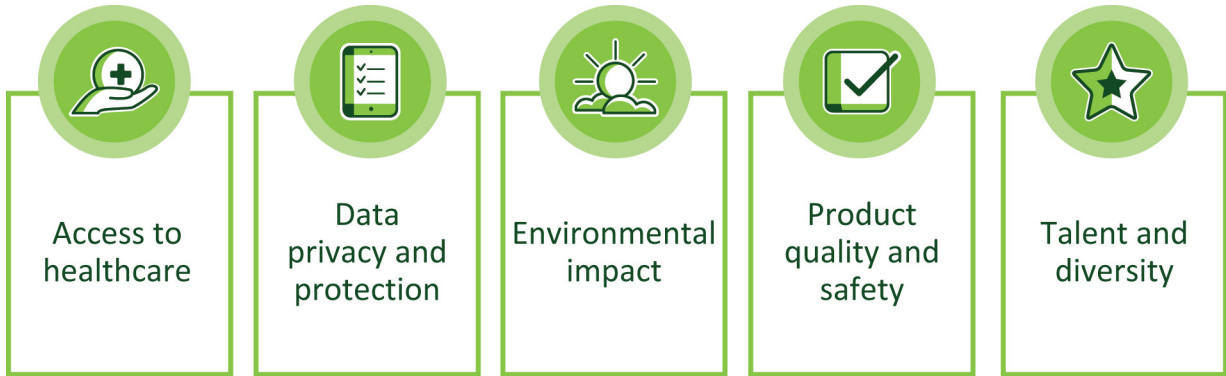 Access to
healthcare
Data
privacy and
protection
Environmental
impact
Product
quality and
safety
Talent and
diversity